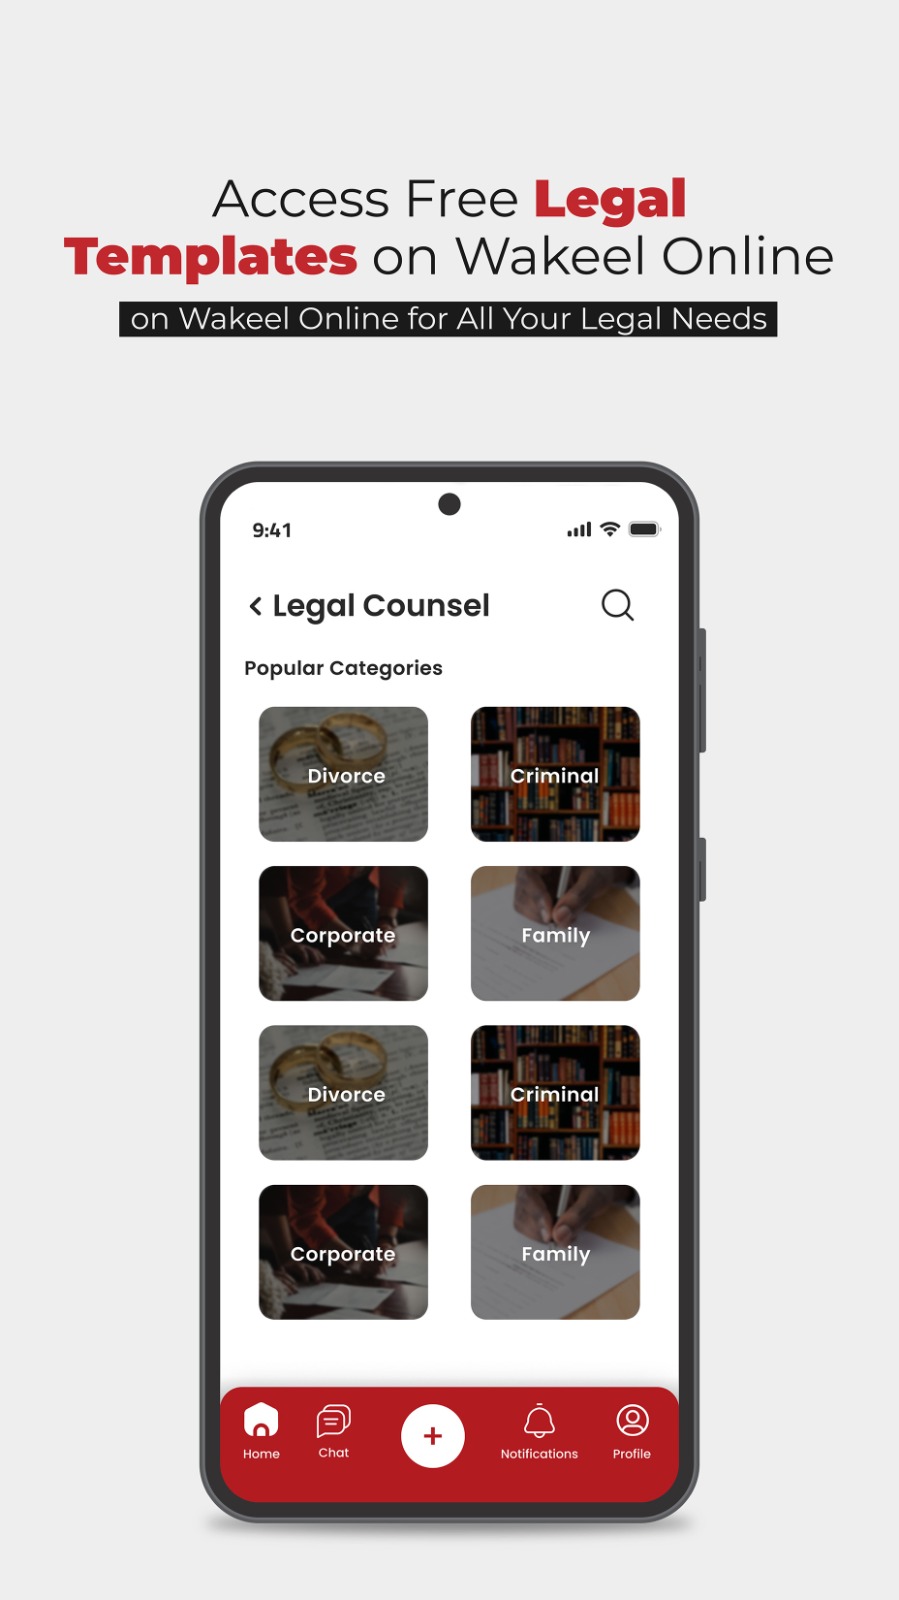 Access Free Legal
Templates on Wakeel Online
on Wakeel Online for All Your Legal Needs
9:41
Legal Counsel
Popular Categories
Divorce
Criminal
Corporate
Family
Divorce
Criminal
Corporate
Family
Home
Chat
Notifications
Profile